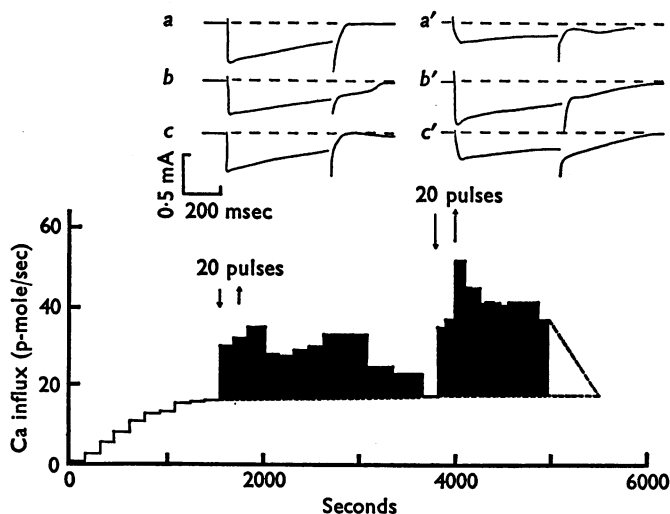 a
a'
b
b'
c
c'
0·5 mA
200 msec
20 pulses
20 pulses
Ca influx (p-mole/sec)
60
40
20
0
0
2000
4000
6000
Seconds